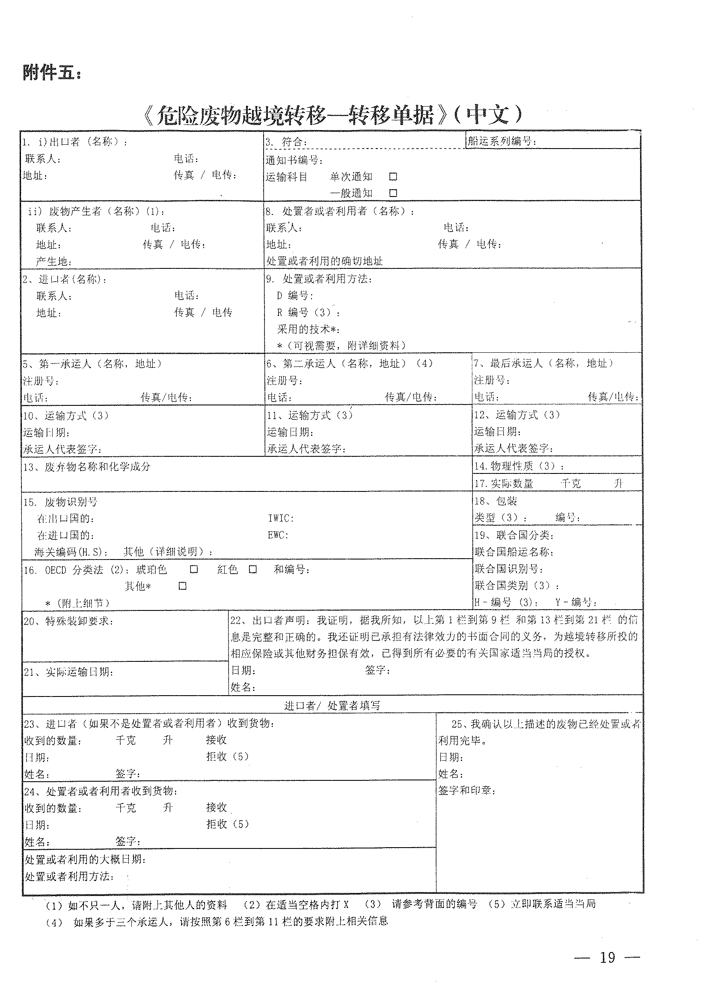 附件五：
《危险废物越境转移—转移单据》（中文）
1. i)出口者（名称）：
联系人： 电话：
地址： 传真 / 电传：
3. 符合： 船运系列编号：
通知书编号：
运输科目 单次通知 □
一般通知 □
ii) 废物产生者（名称）(1)：
联系人： 电话：
地址： 传真 / 电传：
产生地：
8. 处置者或者利用者（名称）：
联系人： 电话：
地址： 传真 / 电传：
处置或者利用的确切地址
2、进口者(名称)：
联系人： 电话：
地址： 传真 / 电传
9. 处置或者利用方法：
D 编号：
R 编号（3）：
采用的技术*：
*（可视需要，附详细资料）
5、第一承运人（名称，地址）
注册号：
电话： 传真/电传：
6、第二承运人（名称，地址）（4）
注册号：
电话： 传真/电传：
7、最后承运人（名称，地址）
注册号：
电话： 传真/电传：
10、运输方式（3）
运输日期：
承运人代表签字：
11、运输方式（3）
运输日期：
承运人代表签字：
12、运输方式（3）
运输日期：
承运人代表签字：
13、废弃物名称和化学成分
14.物理性质（3）：
17.实际数量 千克 升
15. 废物识别号
在出口国的： IWIC:
在进口国的： EWC:
海关编码(H.S)： 其他（详细说明）：
18、包装
类型（3）： 编号：
19、联合国分类：
联合国船运名称：
联合国识别号：
联合国类别（3）：
H－编号（3）： Y－编号：
16. OECD 分类法（2）：琥珀色 □ 紅色 □ 和编号：
其他* □
*（附上细节）
20、特殊装卸要求：
21、实际运输日期：
22、出口者声明：我证明，据我所知，以上第 1 栏到第 9 栏 和第 13 栏到第 21 栏 的信
息是完整和正确的。我还证明已承担有法律效力的书面合同的义务，为越境转移所投的
相应保险或其他财务担保有效，已得到所有必要的有关国家适当当局的授权。
日期： 签字：
姓名：
进口者/ 处置者填写
23、进口者（如果不是处置者或者利用者）收到货物：
收到的数量： 千克 升 接收
日期： 拒收（5）
姓名： 签字：
24、处置者或者利用者收到货物：
收到的数量： 千克 升 接收
日期： 拒收（5）
姓名： 签字：
处置或者利用的大概日期：
处置或者利用方法：
25、我确认以上描述的废物已经处置或者
利用完毕。
日期：
姓名：
签字和印章：
（1）如不只一人，请附上其他人的资料 （2）在适当空格内打 X （3） 请参考背面的编号 （5）立即联系适当当局
（4） 如果多于三个承运人，请按照第 6 栏到第 11 栏的要求附上相关信息
— 19 —